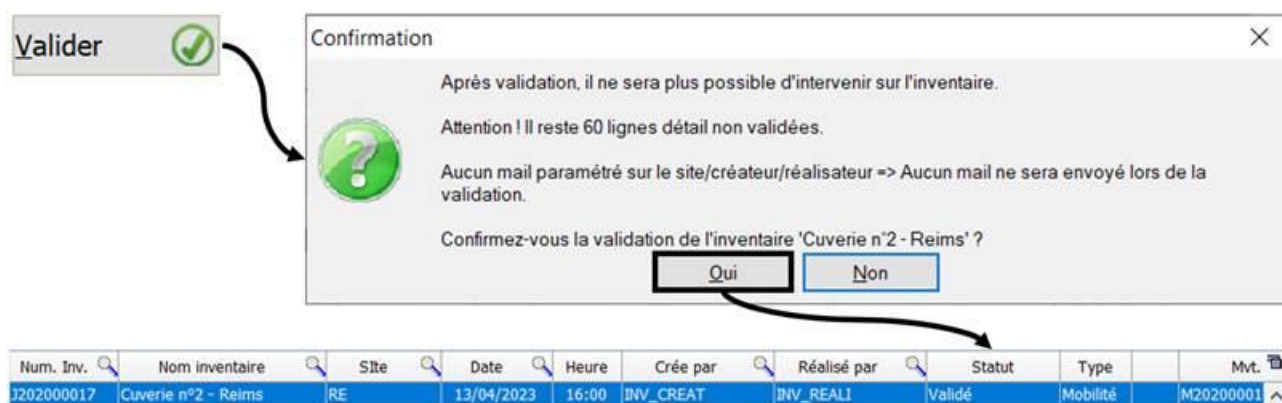 Valider
Confirmation
Après validation, il ne sera plus possible d'intervenir sur l'inventaire.
Attention ! Il reste 60 lignes détail non validées.
Aucun mail paramétré sur le site/créateur/réalisateur => Aucun mail ne sera envoyé lors de la
validation.
Confirmez-vous la validation de l'inventaire 'Cuverie n°2 - Reims' ?
Oui Non
Num. Inv. Nom inventaire SIte Date Heure Crée par Réalisé par Statut Type Mvt.
J202000017 Cuverie nº2 - Reims RE 13/04/2023 16:00 INV_CREAT INV_REALI Validé Mobilité M20200001